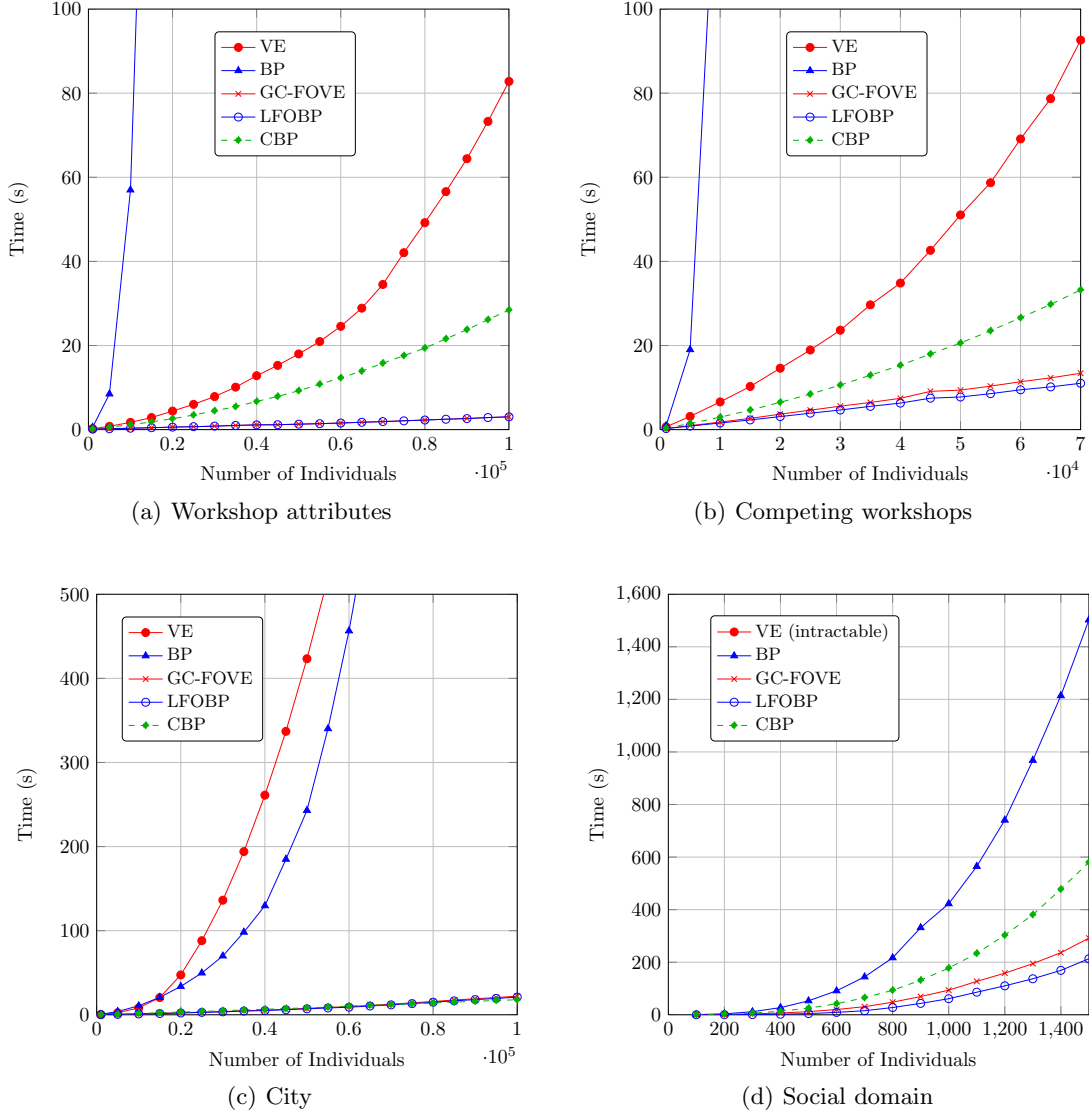 100
80
60
40
20
0
Time (s)
VE
BP
GC-FOVE
LFOBP
CBP
0 0.2 0.4 0.6 0.8 1
Number of Individuals ·10⁵
(a) Workshop attributes
100
80
60
40
20
0
Time (s)
VE
BP
GC-FOVE
LFOBP
CBP
0 1 2 3 4 5 6 7
Number of Individuals ·10⁴
(b) Competing workshops
500
400
300
200
100
0
Time (s)
VE
BP
GC-FOVE
LFOBP
CBP
0 0.2 0.4 0.6 0.8 1
Number of Individuals ·10⁵
(c) City
1,600
1,400
1,200
1,000
800
600
400
200
0
Time (s)
VE (intractable)
BP
GC-FOVE
LFOBP
CBP
0 200 400 600 800 1,000 1,200 1,400
Number of Individuals
(d) Social domain